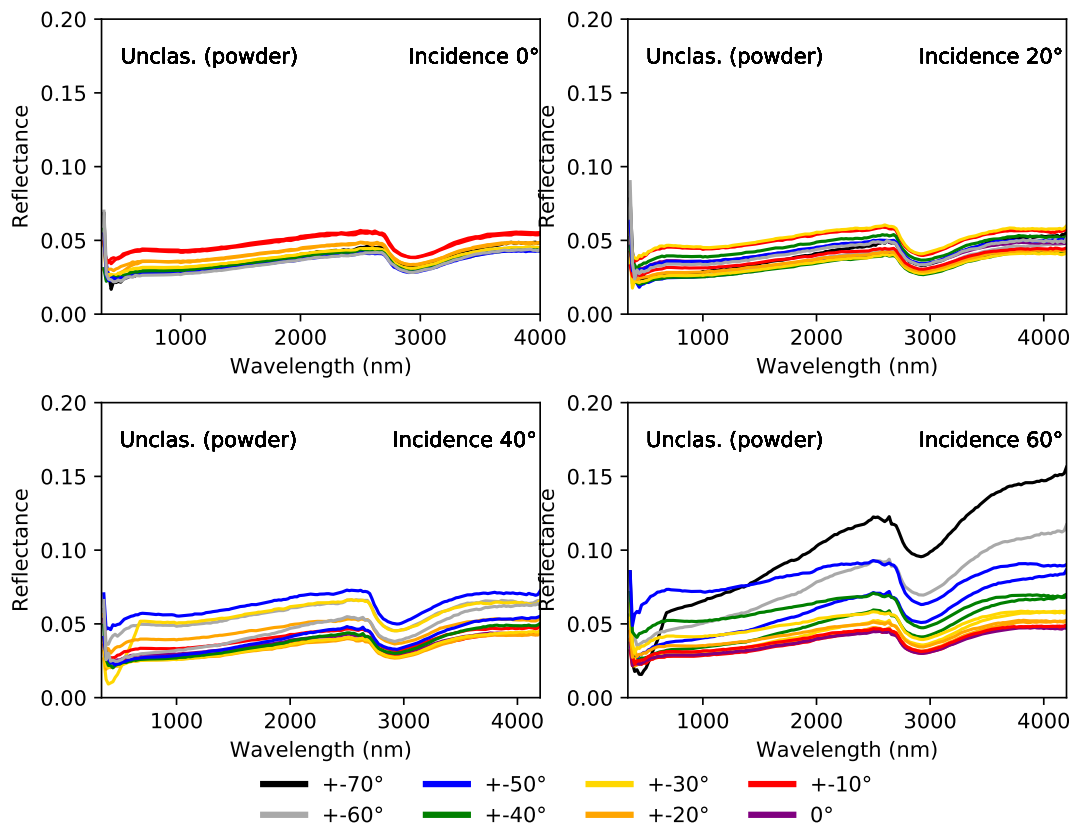 0.20
0.15
0.10
0.05
0.00
Reflectance
Unclas. (powder)
Incidence 0°
1000
2000
3000
4000
Wavelength (nm)
0.20
0.15
0.10
0.05
0.00
Reflectance
Unclas. (powder)
Incidence 20°
1000
2000
3000
4000
Wavelength (nm)
0.20
0.15
0.10
0.05
0.00
Reflectance
Unclas. (powder)
Incidence 40°
1000
2000
3000
4000
Wavelength (nm)
0.20
0.15
0.10
0.05
0.00
Reflectance
Unclas. (powder)
Incidence 60°
1000
2000
3000
4000
Wavelength (nm)
+-70°
+-50°
+-30°
+-10°
+-60°
+-40°
+-20°
0°